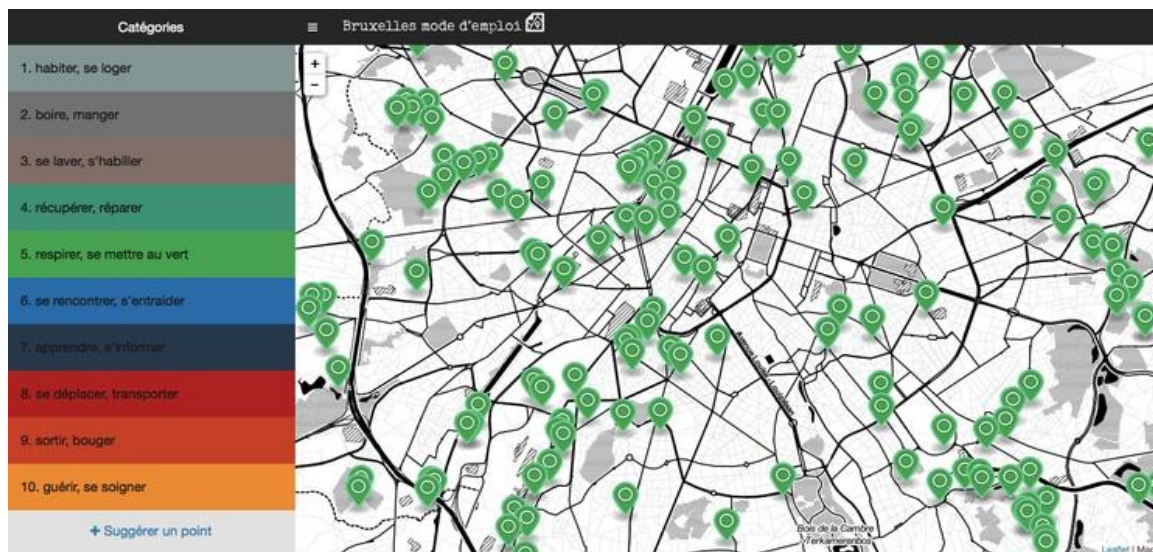 Catégories
1. habiter, se loger
2. boire, manger
3. se laver, s'habiller
4. récupérer, réparer
5. respirer, se mettre au vert
6. se rencontrer, s'entraider
7. apprendre, s'informer
8. se déplacer, transporter
9. sortir, bouger
10. guérir, se soigner
+ Suggérer un point
≡ Bruxelles mode d'emploi
+
−
Bois de la Cambre
Terkamerenbos
Leaflet | Ma